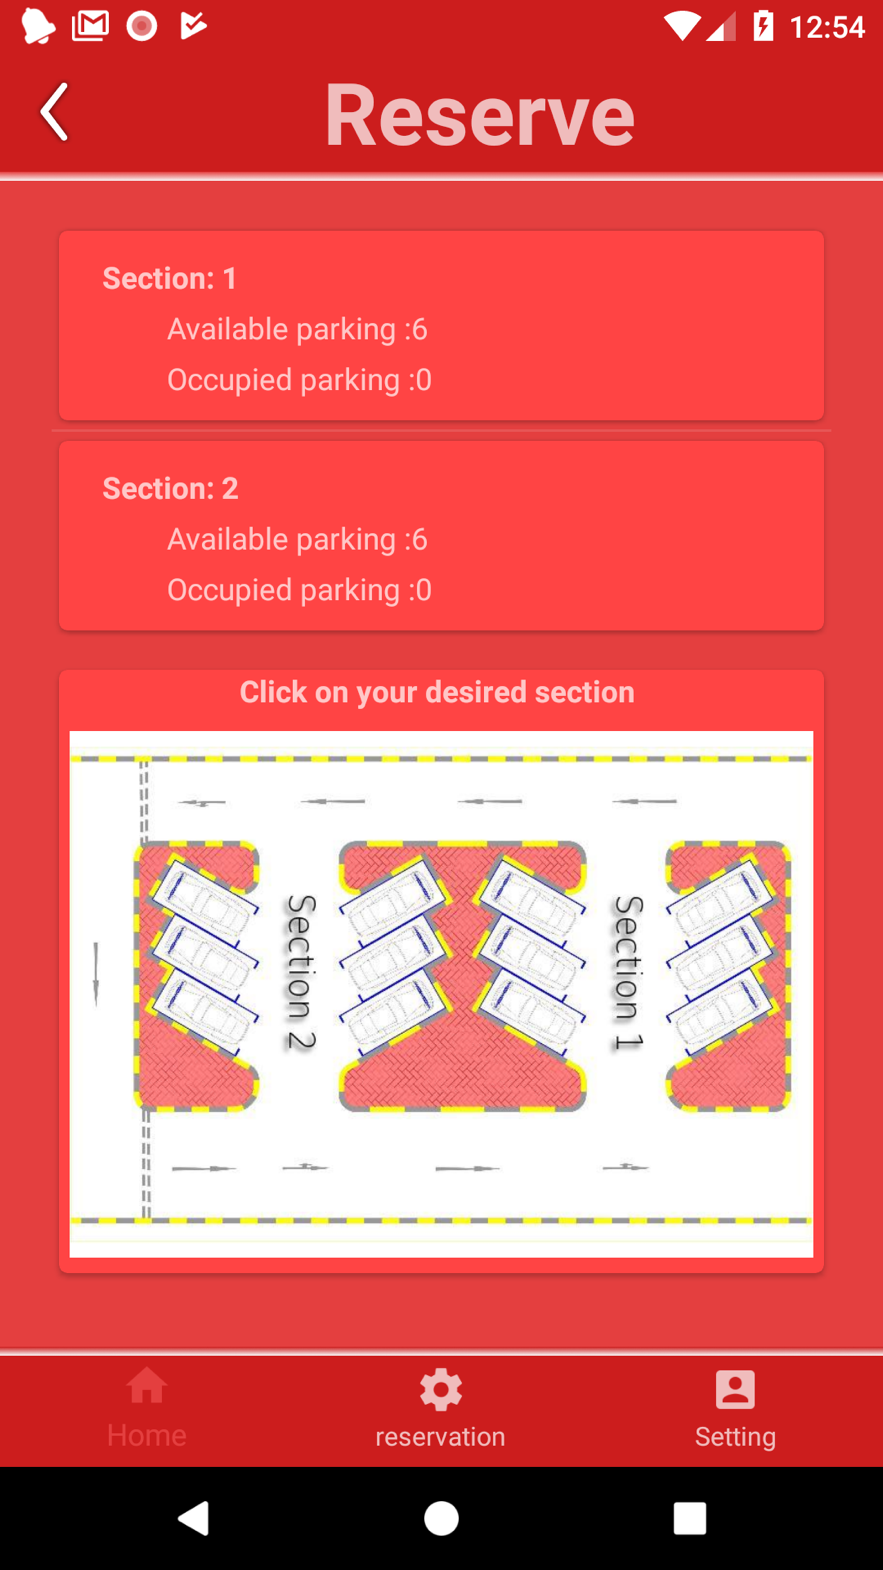 12:54
Reserve
Section: 1
Available parking :6
Occupied parking :0
Section: 2
Available parking :6
Occupied parking :0
Click on your desired section
Section 2
Section 1
Home
reservation
Setting